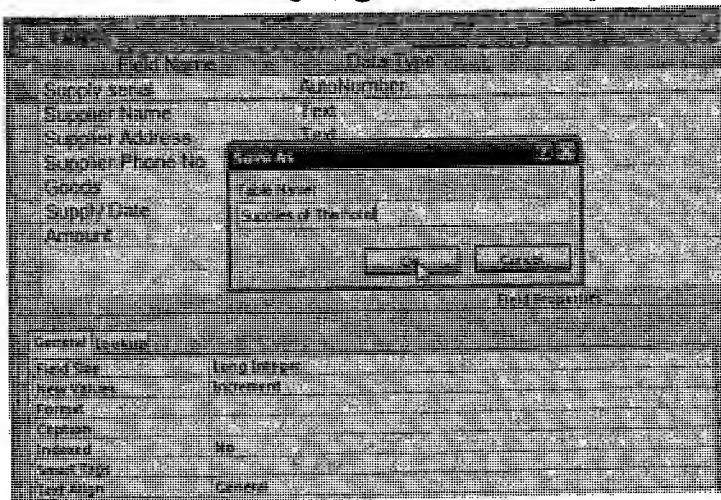 Field Name Data Type
Supply serial AutoNumber
Supplier Name Text
Supplier Address Text
Supplier Phone No
Goods
Supply Date
Amount
Save As
Table Name:
Supplies of The hotel
OK Cancel
Field Properties
General Lookup
Field Size Long Integer
New Values Increment
Format
Caption
Indexed No
Smart Tags
Text Align General